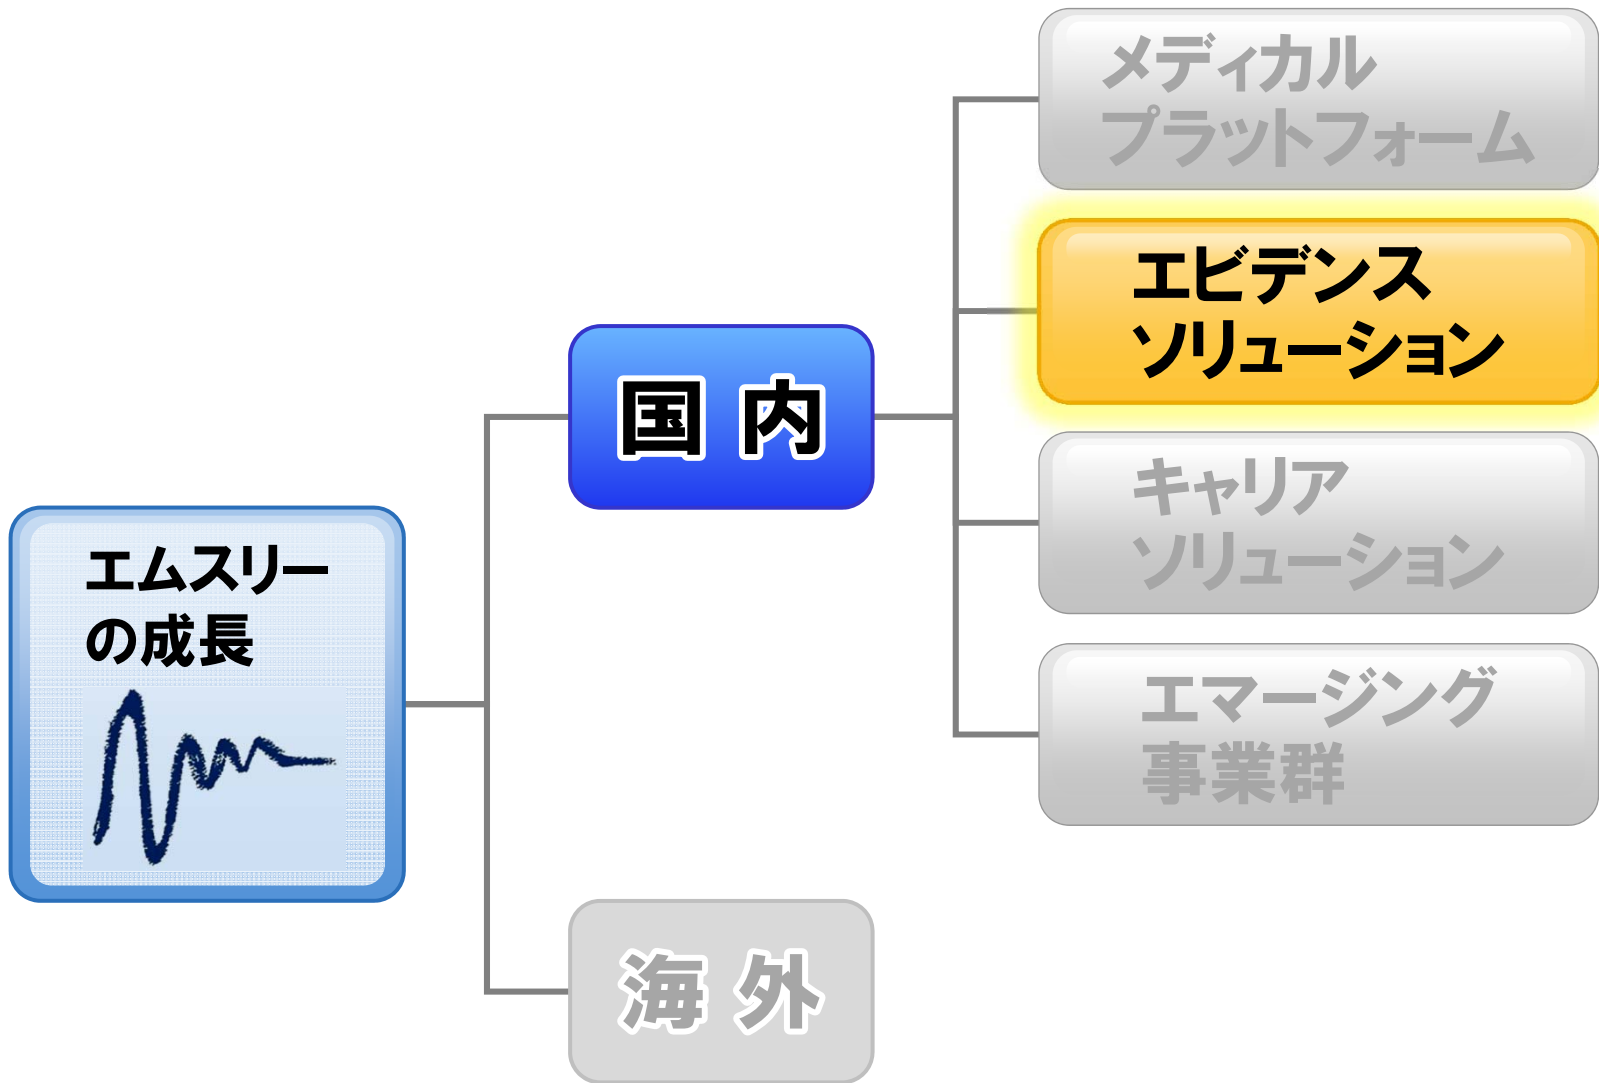 エムスリー
の成長
国内
海外
メディカル
プラットフォーム
エビデンス
ソリューション
キャリア
ソリューション
エマージング
事業群